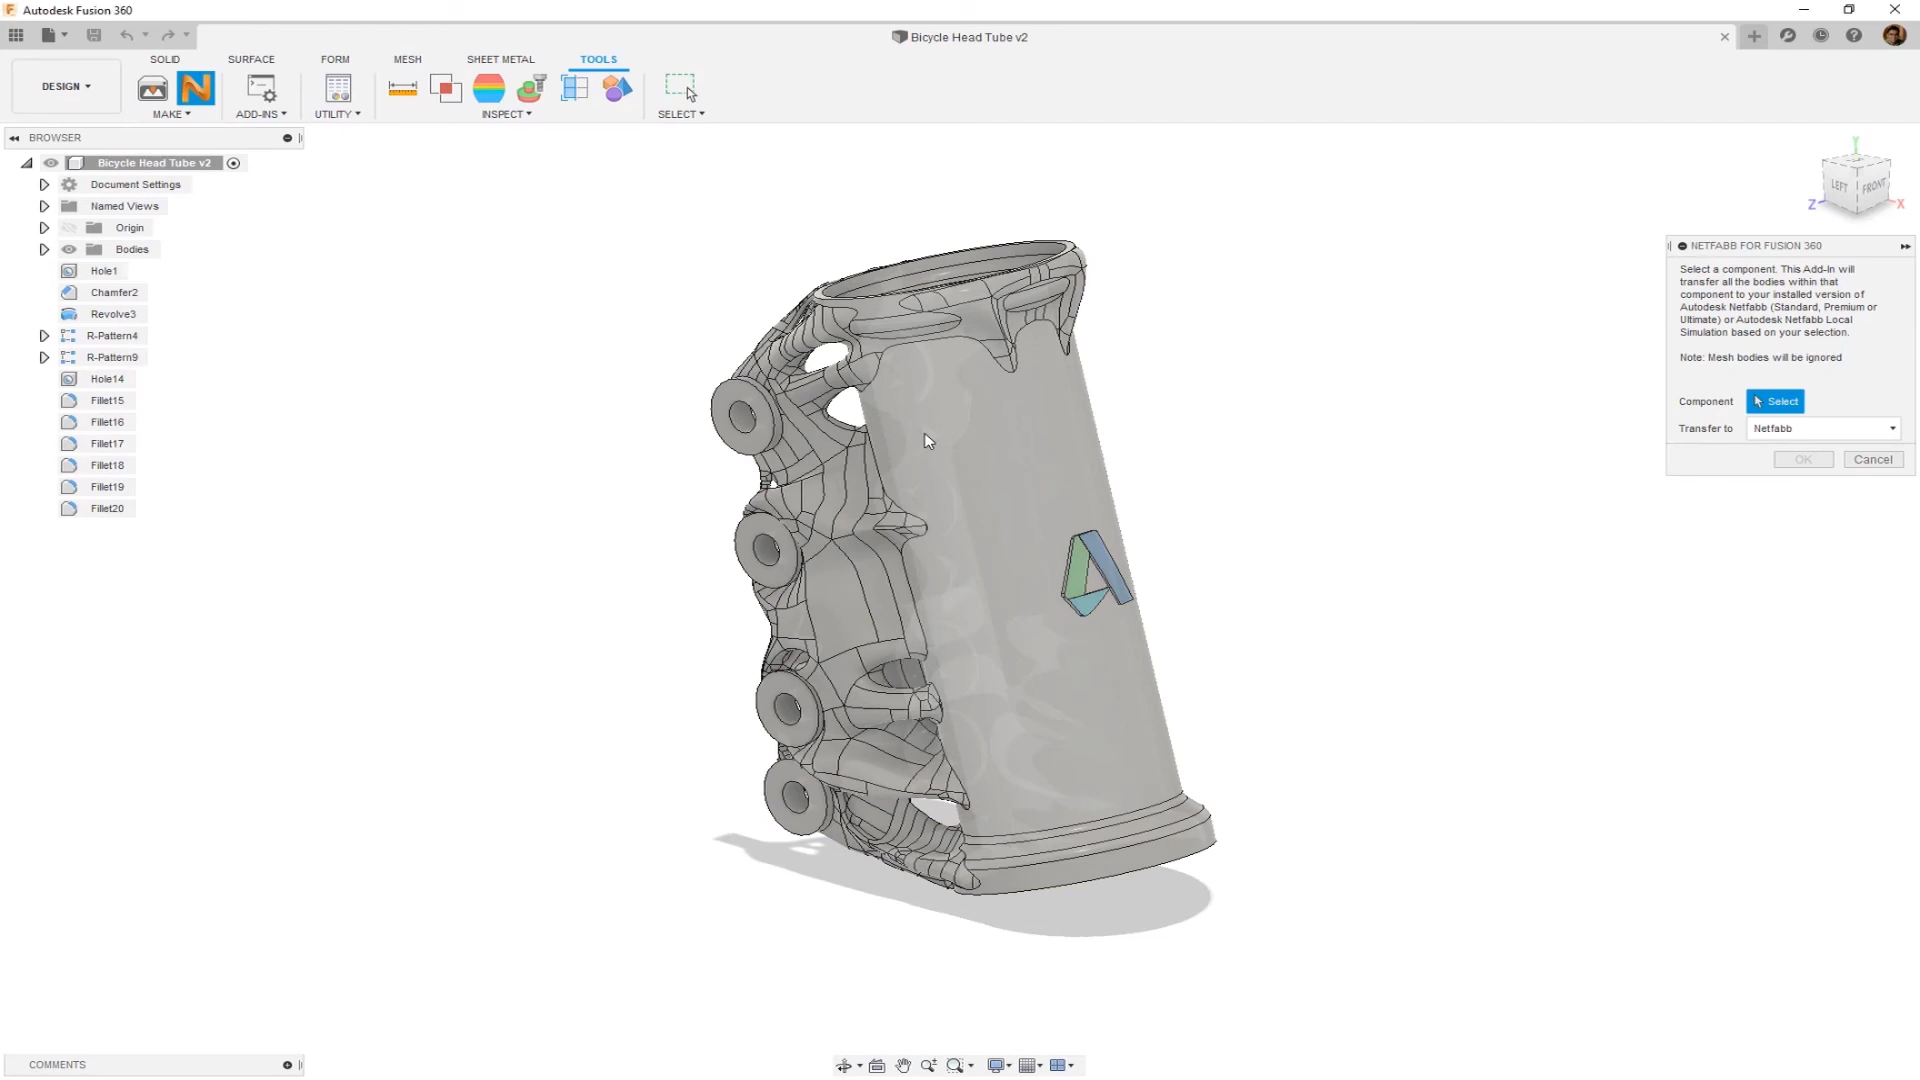 Autodesk Fusion 360
Bicycle Head Tube v2
SOLID SURFACE FORM MESH SHEET METAL TOOLS
DESIGN
MAKE ADD-INS UTILITY INSPECT SELECT
BROWSER
Bicycle Head Tube v2
Document Settings
Named Views
Origin
Bodies
Hole1
Chamfer2
Revolve3
R-Pattern4
R-Pattern9
Hole14
Fillet15
Fillet16
Fillet17
Fillet18
Fillet19
Fillet20
Y
LEFT FRONT
Z X
NETFABB FOR FUSION 360
Select a component. This Add-In will
transfer all the bodies within that
component to your installed version of
Autodesk Netfabb (Standard, Premium or
Ultimate) or Autodesk Netfabb Local
Simulation based on your selection.
Note: Mesh bodies will be ignored
Component Select
Transfer to Netfabb
OK Cancel
COMMENTS